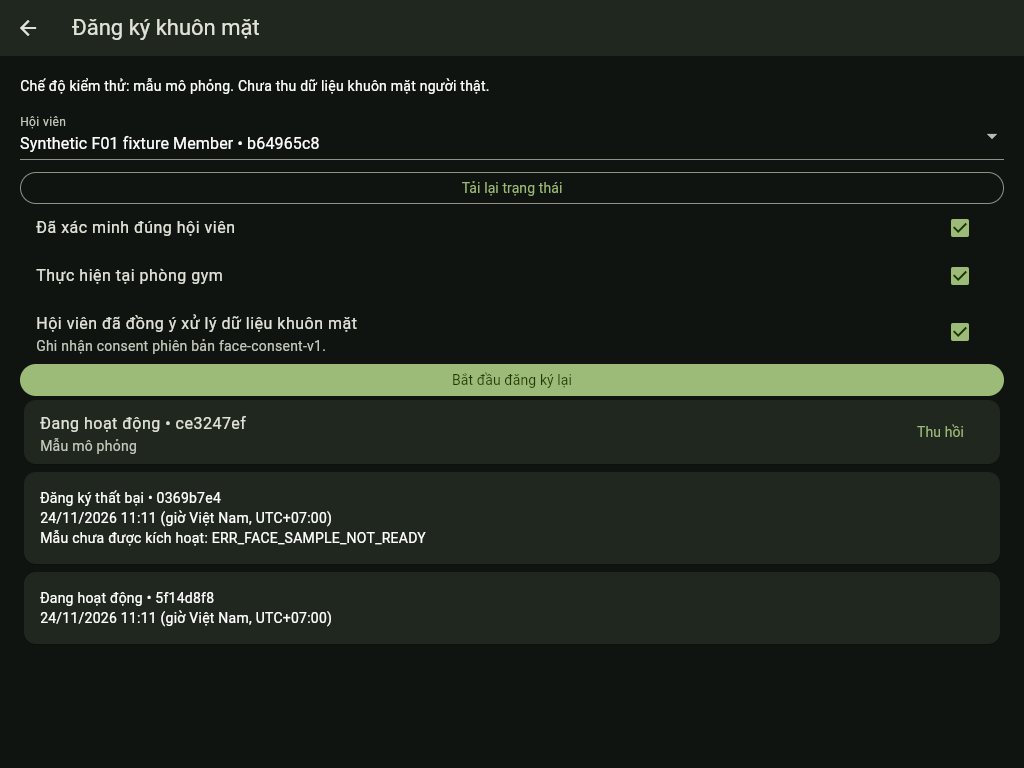 Đăng ký khuôn mặt
Chế độ kiểm thử: mẫu mô phỏng. Chưa thu dữ liệu khuôn mặt người thật.
Hội viên
Synthetic F01 fixture Member • b64965c8
Tải lại trạng thái
Đã xác minh đúng hội viên
Thực hiện tại phòng gym
Hội viên đã đồng ý xử lý dữ liệu khuôn mặt
Ghi nhận consent phiên bản face-consent-v1.
Bắt đầu đăng ký lại
Đang hoạt động • ce3247ef
Mẫu mô phỏng
Thu hồi
Đăng ký thất bại • 0369b7e4
24/11/2026 11:11 (giờ Việt Nam, UTC+07:00)
Mẫu chưa được kích hoạt: ERR_FACE_SAMPLE_NOT_READY
Đang hoạt động • 5f14d8f8
24/11/2026 11:11 (giờ Việt Nam, UTC+07:00)